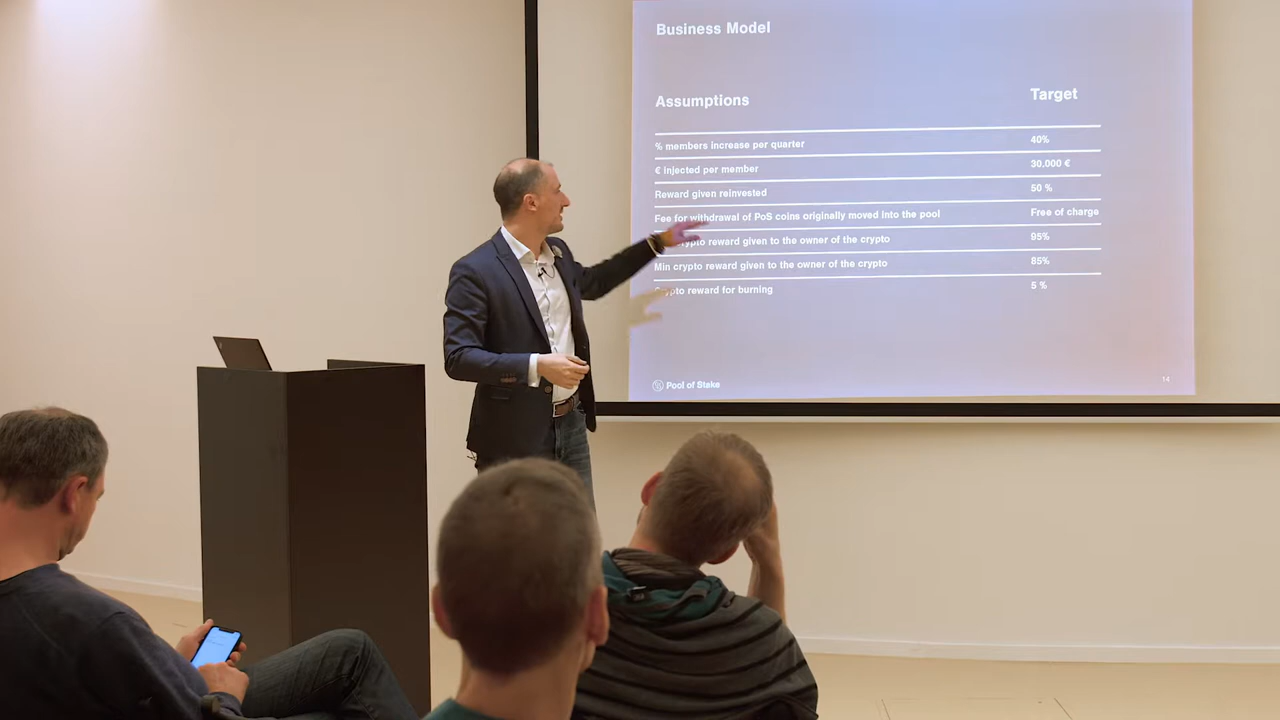 Business Model
Assumptions Target
% members increase per quarter 40%
€ injected per member 30,000 €
Reward given reinvested 50 %
Fee for withdrawal of PoS coins originally moved into the pool Free of charge
crypto reward given to the owner of the crypto 95%
Min crypto reward given to the owner of the crypto 85%
Crypto reward for burning 5 %
Pool of Stake
14